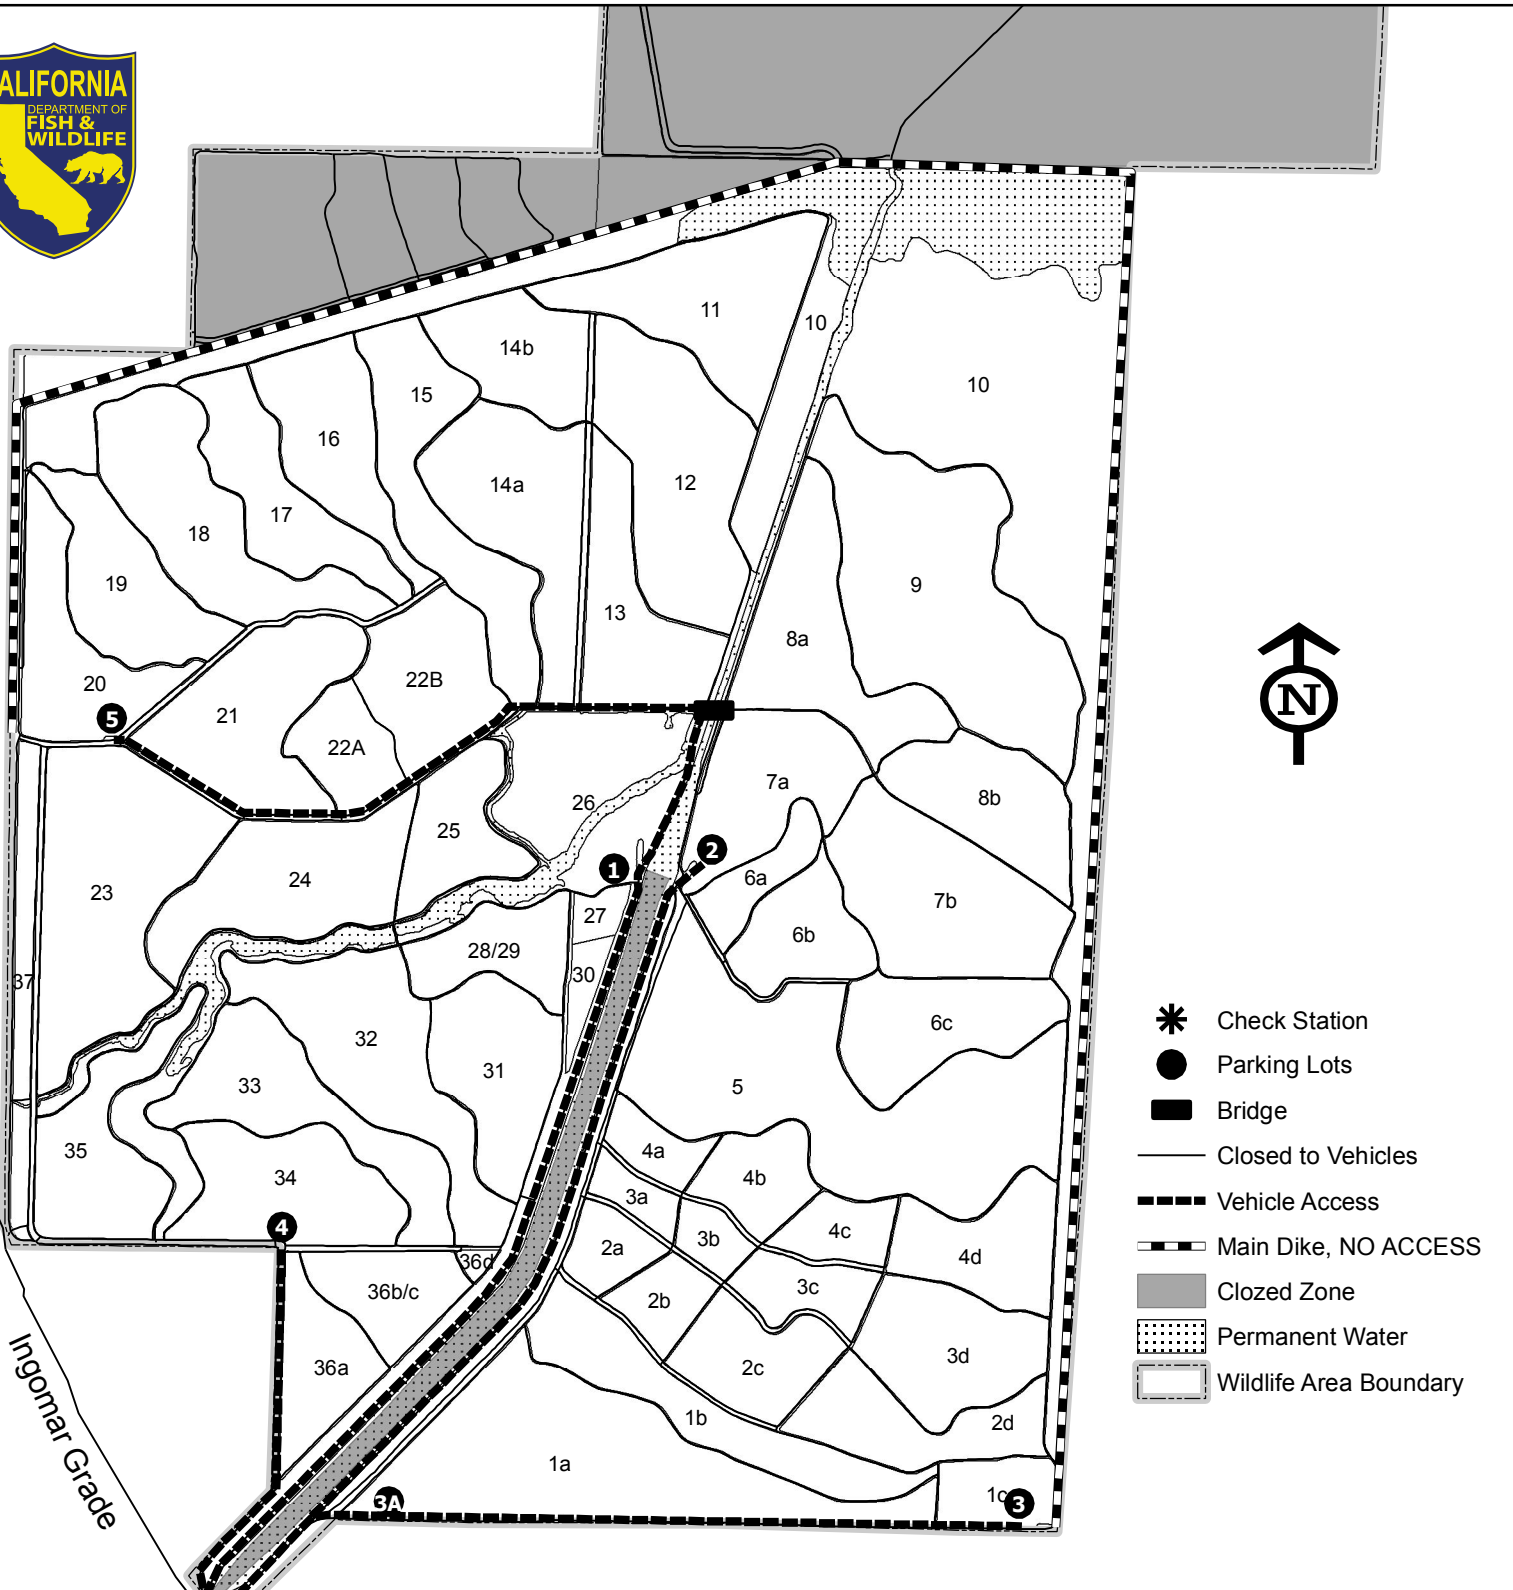 ALIFORNIA
DEPARTMENT OF
FISH &
WILDLIFE
11
10
14b
10
15
16
14a
12
17
18
19
9
13
8a
20
22B
5
21
22A
7a
8b
26
25
1
2
6a
24
23
7b
27
6b
28/29
30
37
6c
32
31
33
5
4a
35
34
4b
3a
4
4c
3b
2a
4d
36d
3c
36b/c
2b
3d
36a
2c
1b
2d
1a
1c
3
3A
Ingomar Grade
N
Check Station
Parking Lots
Bridge
Closed to Vehicles
Vehicle Access
Main Dike, NO ACCESS
Clozed Zone
Permanent Water
Wildlife Area Boundary